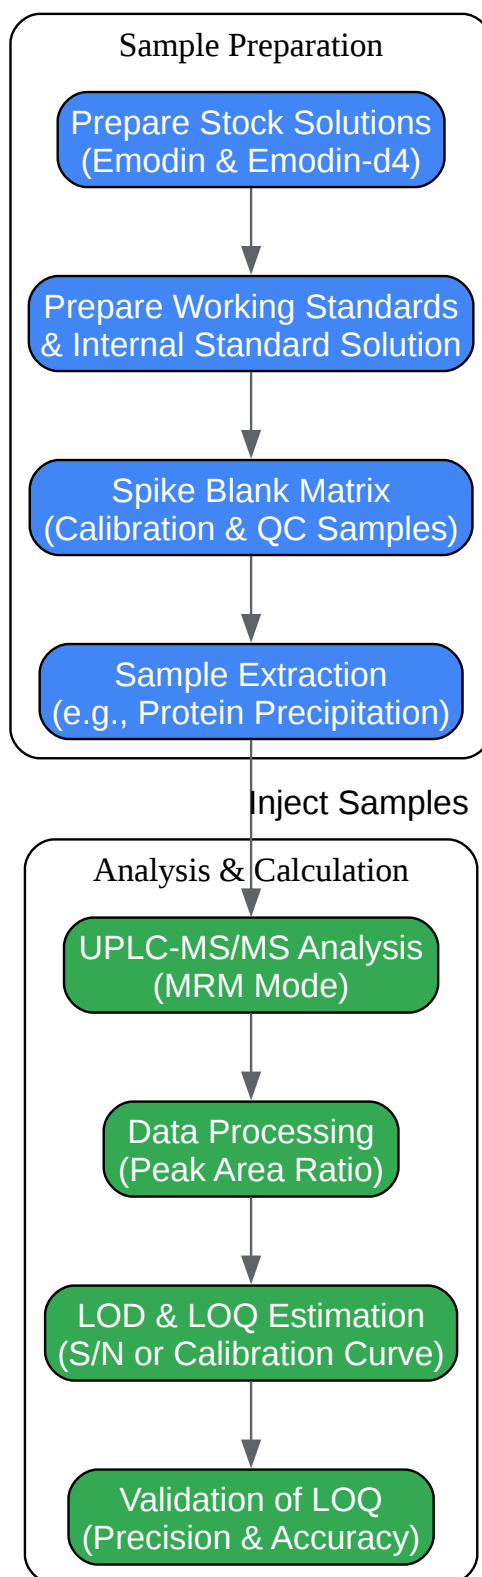 Sample Preparation
Prepare Stock Solutions
(Emodin & Emodin-d4)
Prepare Working Standards
& Internal Standard Solution
Spike Blank Matrix
(Calibration & QC Samples)
Sample Extraction
(e.g., Protein Precipitation)
Inject Samples
Analysis & Calculation
UPLC-MS/MS Analysis
(MRM Mode)
Data Processing
(Peak Area Ratio)
LOD & LOQ Estimation
(S/N or Calibration Curve)
Validation of LOQ
(Precision & Accuracy)